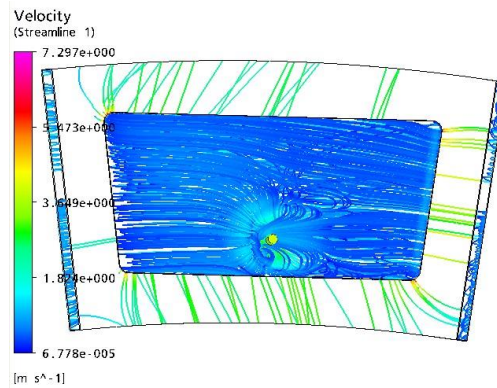 Velocity
(Streamline 1)
7.297e+000
5.473e+000
3.649e+000
1.824e+000
6.778e-005
[m s^-1]